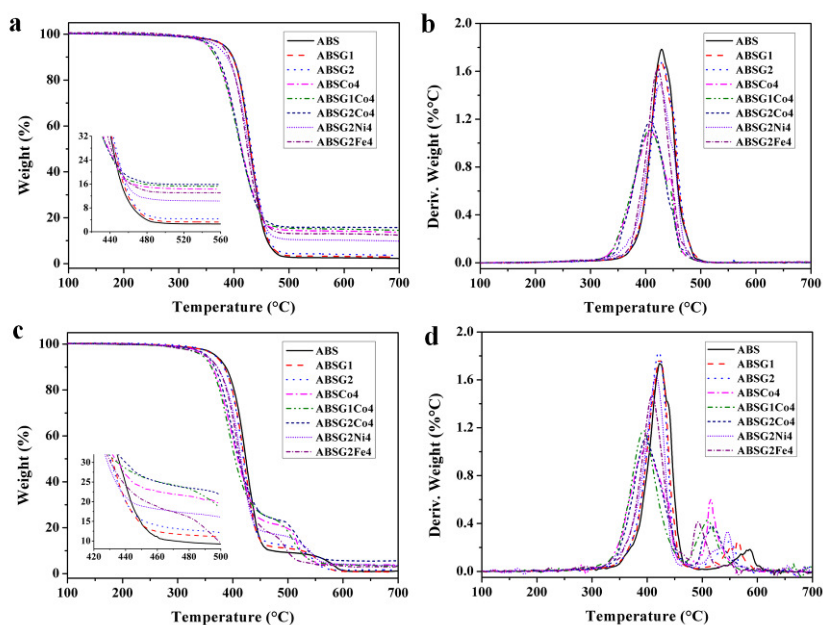 a
100
80
60
40
20
0
Weight (%)
ABS
ABSG1
ABSG2
ABSCo4
ABSG1Co4
ABSG2Co4
ABSG2Ni4
ABSG2Fe4
32
28
24
20
16
12
8
4
440 480 520 560
100 200 300 400 500 600 700
Temperature (°C)
b
2.0
1.6
1.2
0.8
0.4
0.0
Deriv. Weight (%°C)
ABS
ABSG1
ABSG2
ABSCo4
ABSG1Co4
ABSG2Co4
ABSG2Ni4
ABSG2Fe4
100 200 300 400 500 600 700
Temperature (°C)
c
100
80
60
40
20
0
Weight (%)
ABS
ABSG1
ABSG2
ABSCo4
ABSG1Co4
ABSG2Co4
ABSG2Ni4
ABSG2Fe4
30
25
20
15
10
420 440 460 480 500
100 200 300 400 500 600 700
Temperature (°C)
d
2.0
1.6
1.2
0.8
0.4
0.0
Deriv. Weight (%°C)
ABS
ABSG1
ABSG2
ABSCo4
ABSG1Co4
ABSG2Co4
ABSG2Ni4
ABSG2Fe4
100 200 300 400 500 600 700
Temperature (°C)